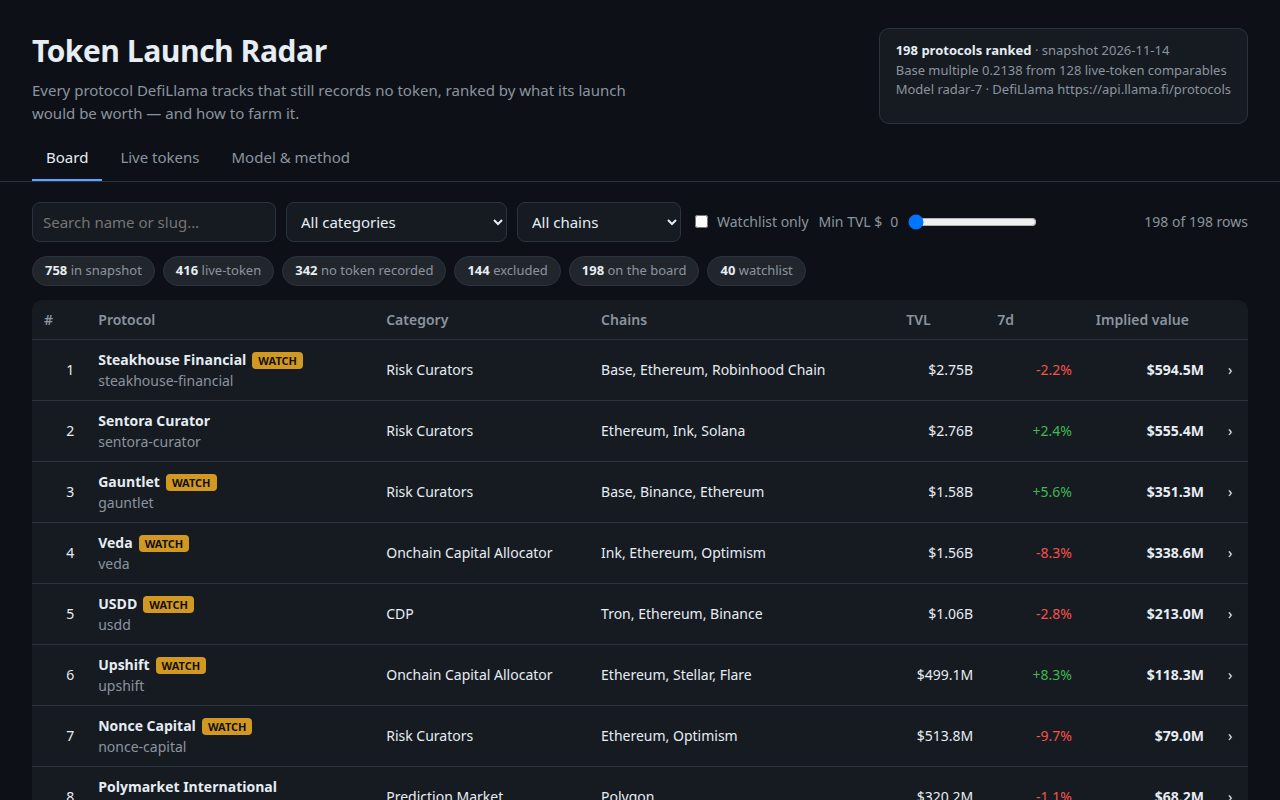 Token Launch Radar
Every protocol DefiLlama tracks that still records no token, ranked by what its launch
would be worth — and how to farm it.
198 protocols ranked · snapshot 2026-11-14
Base multiple 0.2138 from 128 live-token comparables
Model radar-7 · DefiLlama https://api.llama.fi/protocols
Board Live tokens Model & method
Search name or slug... All categories All chains Watchlist only Min TVL $ 0 198 of 198 rows
758 in snapshot 416 live-token 342 no token recorded 144 excluded 198 on the board 40 watchlist
# Protocol Category Chains TVL 7d Implied value
1 Steakhouse Financial WATCH Risk Curators Base, Ethereum, Robinhood Chain $2.75B -2.2% $594.5M ›
steakhouse-financial
2 Sentora Curator Risk Curators Ethereum, Ink, Solana $2.76B +2.4% $555.4M ›
sentora-curator
3 Gauntlet WATCH Risk Curators Base, Binance, Ethereum $1.58B +5.6% $351.3M ›
gauntlet
4 Veda WATCH Onchain Capital Allocator Ink, Ethereum, Optimism $1.56B -8.3% $338.6M ›
veda
5 USDD WATCH CDP Tron, Ethereum, Binance $1.06B -2.8% $213.0M ›
usdd
6 Upshift WATCH Onchain Capital Allocator Ethereum, Stellar, Flare $499.1M +8.3% $118.3M ›
upshift
7 Nonce Capital WATCH Risk Curators Ethereum, Optimism $513.8M -9.7% $79.0M ›
nonce-capital
8 Polymarket International Prediction Market Polygon $320.2M -1.1% $68.2M ›